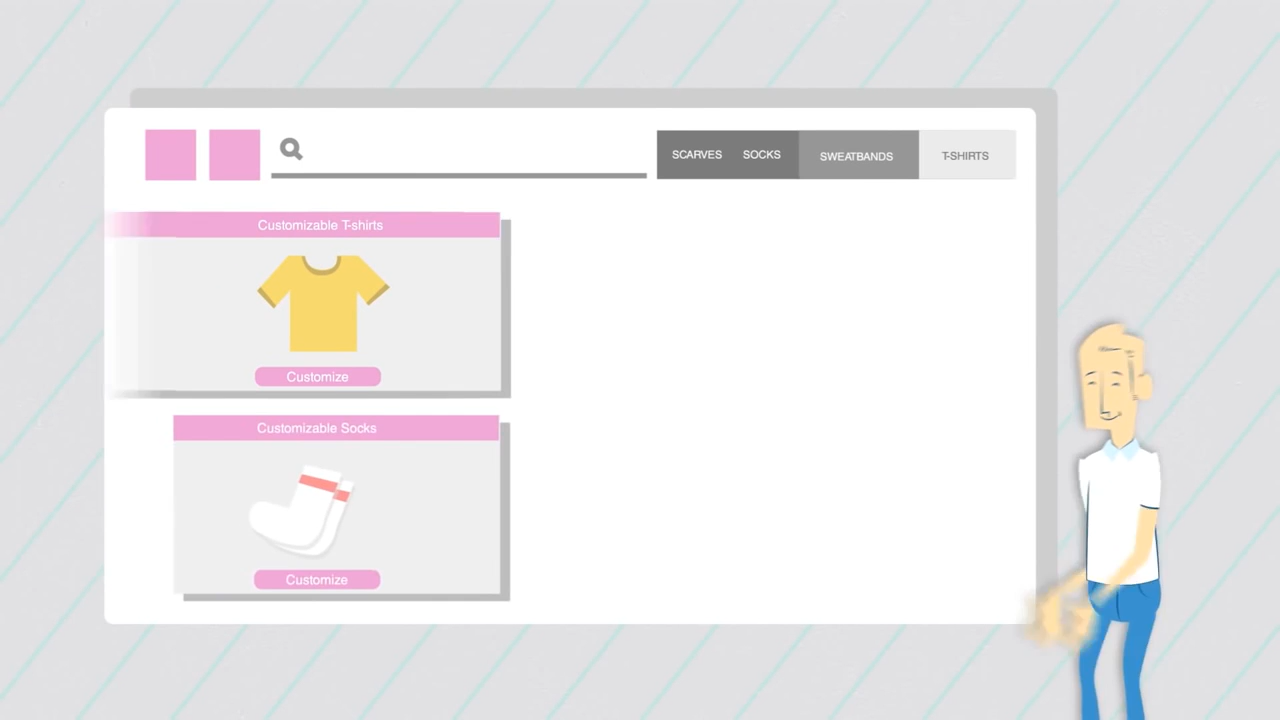 SCARVES SOCKS SWEATBANDS T-SHIRTS
Customizable T-shirts
Customize
Customizable Socks
Customize